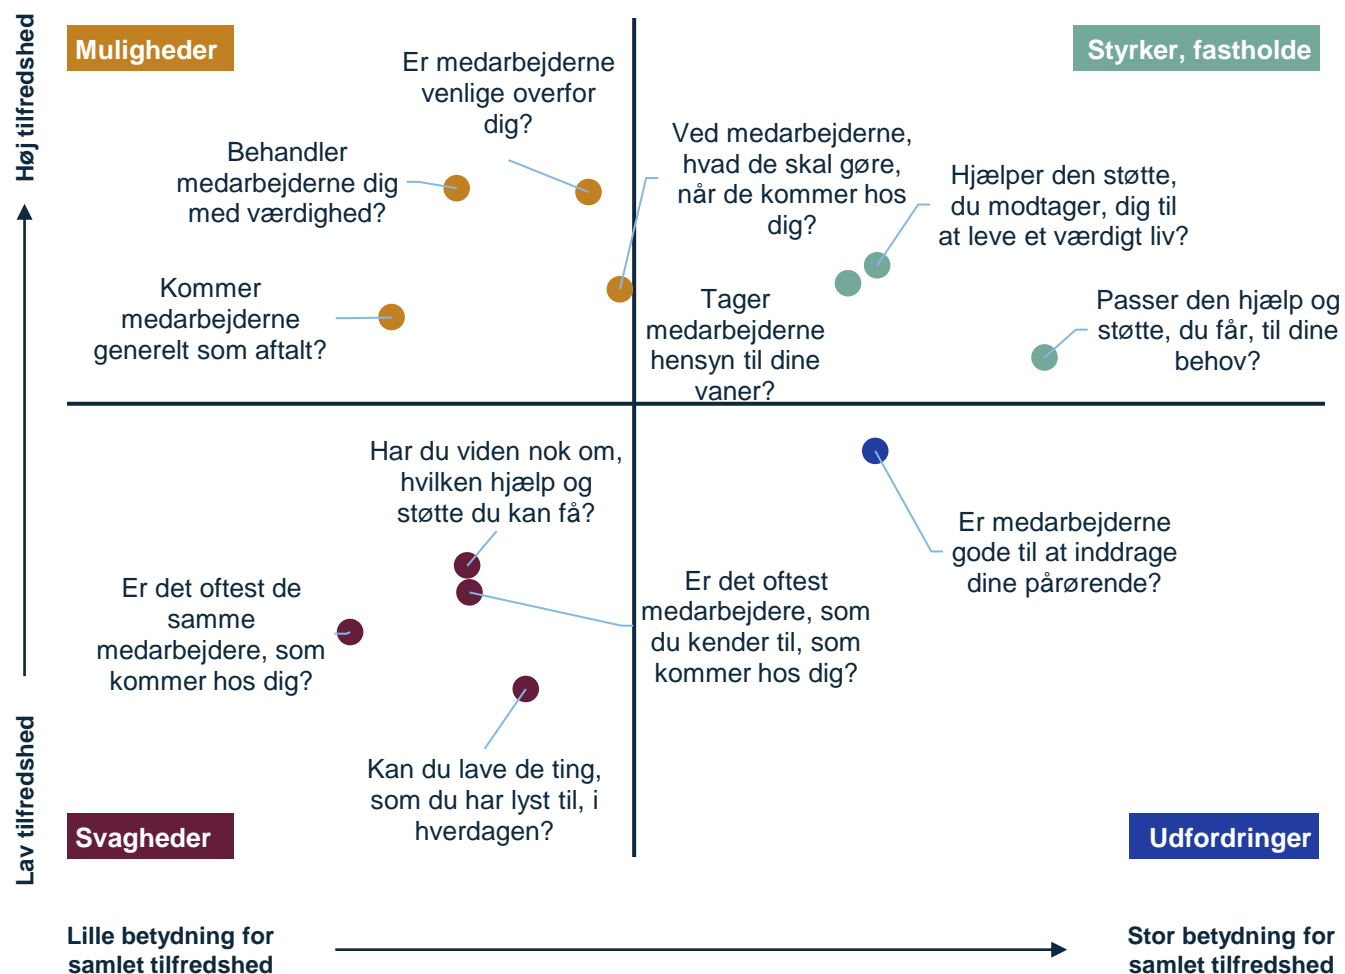 Muligheder
Styrker, fastholde
Høj tilfredshed
Er medarbejderne
venlige overfor
dig?
Behandler
medarbejderne dig
med værdighed?
Ved medarbejderne,
hvad de skal gøre,
når de kommer hos
dig?
Hjælper den støtte,
du modtager, dig til
at leve et værdigt liv?
Kommer
medarbejderne
generelt som aftalt?
Tager
medarbejderne
hensyn til dine
vaner?
Passer den hjælp og
støtte, du får, til dine
behov?
Har du viden nok om,
hvilken hjælp og
støtte du kan få?
Er medarbejderne
gode til at inddrage
dine pårørende?
Er det oftest de
samme
medarbejdere, som
kommer hos dig?
Er det oftest
medarbejdere, som
du kender til, som
kommer hos dig?
Kan du lave de ting,
som du har lyst til, i
hverdagen?
Lav tilfredshed
Svagheder
Udfordringer
Lille betydning for
samlet tilfredshed
Stor betydning for
samlet tilfredshed